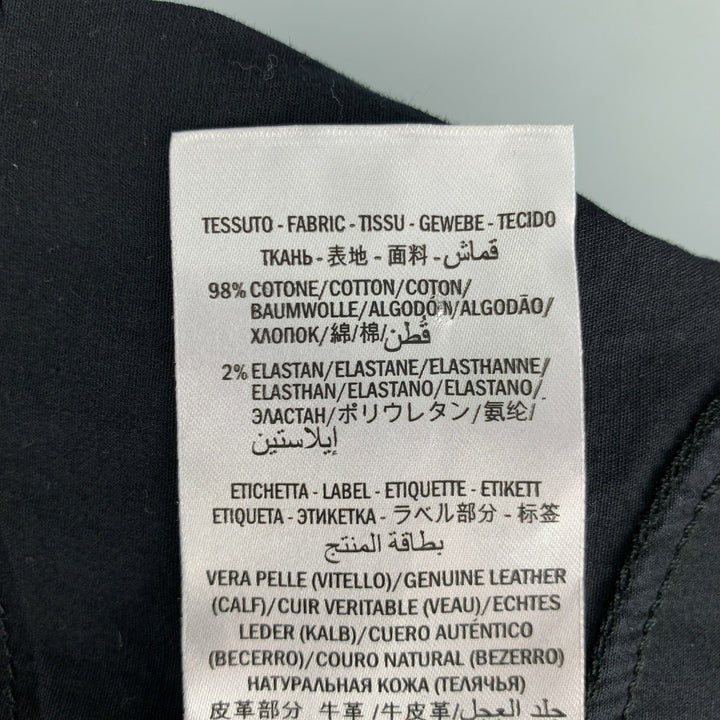 TESSUTO - FABRIC - TISSU - GEWEBE - TECIDO
ТКАНЬ - 表地 - 面料 - قماش
98% COTONE/COTTON/COTON/
BAUMWOLLE/ALGODÓN/ALGODÃO/
ХЛОПОК/綿/棉/قُطن
2% ELASTAN/ELASTANE/ELASTHANNE/
ELASTHAN/ELASTANO/ELASTANO/
ЭЛАСТАН/ポリウレタン/氨纶/
إيلاستين
ETICHETTA - LABEL - ETIQUETTE - ETIKETT
ETIQUETA - ЭТИКЕТКА - ラベル部分 - 标签
بطاقة المنتج
VERA PELLE (VITELLO)/GENUINE LEATHER
(CALF)/CUIR VERITABLE (VEAU)/ECHTES
LEDER (KALB)/CUERO AUTÉNTICO
(BECERRO)/COURO NATURAL (BEZERRO)
НАТУРАЛЬНАЯ КОЖА (ТЕЛЯЧЬЯ)
皮革部分 牛革 /牛皮革/جلد العجل